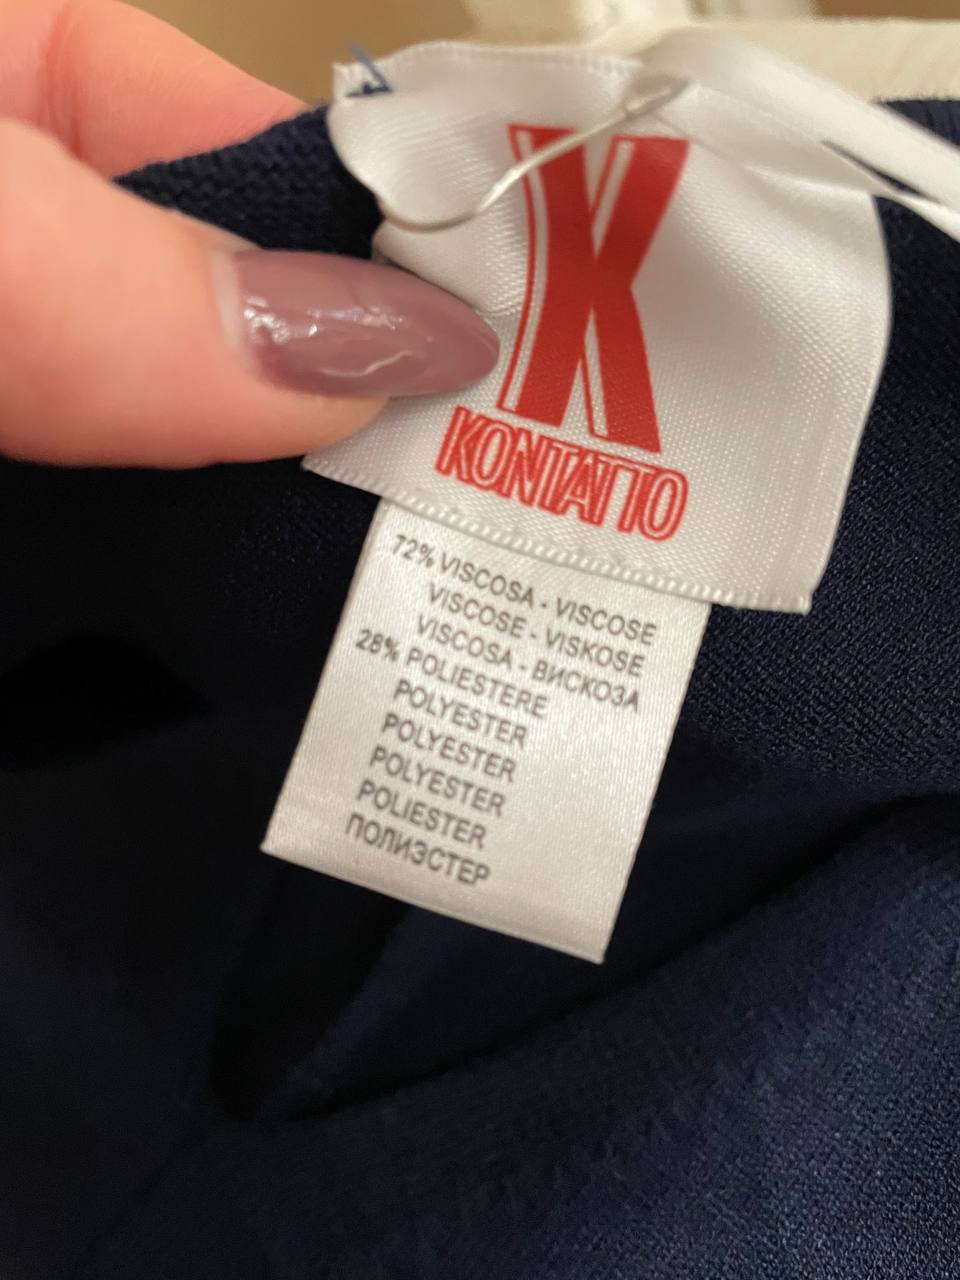 K
KONTATTO
72% VISCOSA - VISCOSE
VISCOSE - VISKOSE
VISCOSA - ВИСКОЗА
28% POLIESTERE
POLYESTER
POLYESTER
POLYESTER
POLIESTER
ПОЛИЭСТЕР